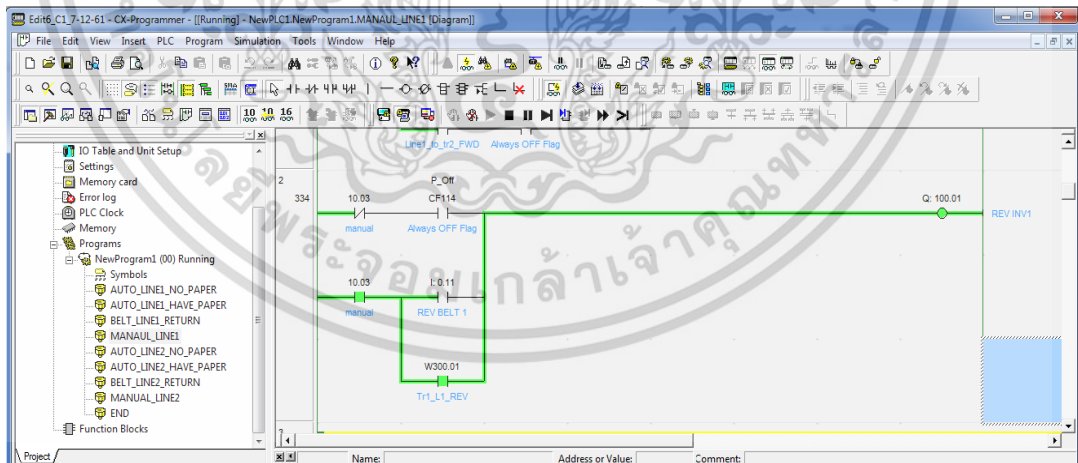 Edit6_C1_7-12-61 - CX-Programmer - [[Running] - NewPLC1.NewProgram1.MANAUL_LINE1 [Diagram]]
File Edit View Insert PLC Program Simulation Tools Window Help
IO Table and Unit Setup
Settings
Memory card
Error log
PLC Clock
Memory
Programs
NewProgram1 (00) Running
Symbols
AUTO_LINE1_NO_PAPER
AUTO_LINE1_HAVE_PAPER
BELT_LINE1_RETURN
MANAUL_LINE1
AUTO_LINE2_NO_PAPER
AUTO_LINE2_HAVE_PAPER
BELT_LINE2_RETURN
MANUAL_LINE2
END
Function Blocks
Project
Line1_to_tr2_FWD Always OFF Flag
2
334
P_Off
10.03 CF114
manual Always OFF Flag
Q: 100.01
REV INV1
10.03 I: 0.11
manual REV BELT 1
W300.01
Tr1_L1_REV
Name: Address or Value: Comment: